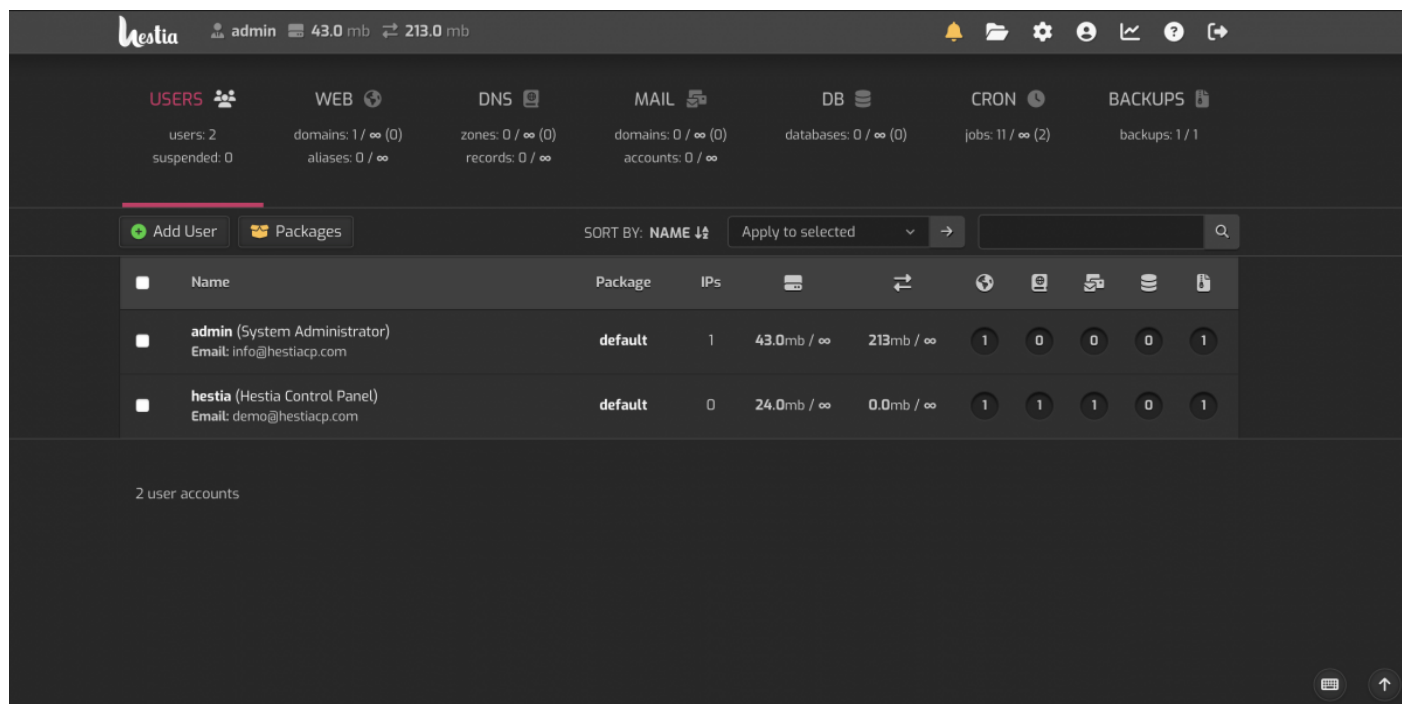 hestia admin 43.0 mb 213.0 mb
USERS WEB DNS MAIL DB CRON BACKUPS
users: 2 domains: 1 / ∞ (0) zones: 0 / ∞ (0) domains: 0 / ∞ (0) databases: 0 / ∞ (0) jobs: 11 / ∞ (2) backups: 1 / 1
suspended: 0 aliases: 0 / ∞ records: 0 / ∞ accounts: 0 / ∞
Add User Packages SORT BY: NAME Apply to selected
Name Package IPs
admin (System Administrator) default 1 43.0mb / ∞ 213mb / ∞ 1 0 0 0 1
Email: info@hestiacp.com
hestia (Hestia Control Panel) default 0 24.0mb / ∞ 0.0mb / ∞ 1 1 1 0 1
Email: demo@hestiacp.com
2 user accounts